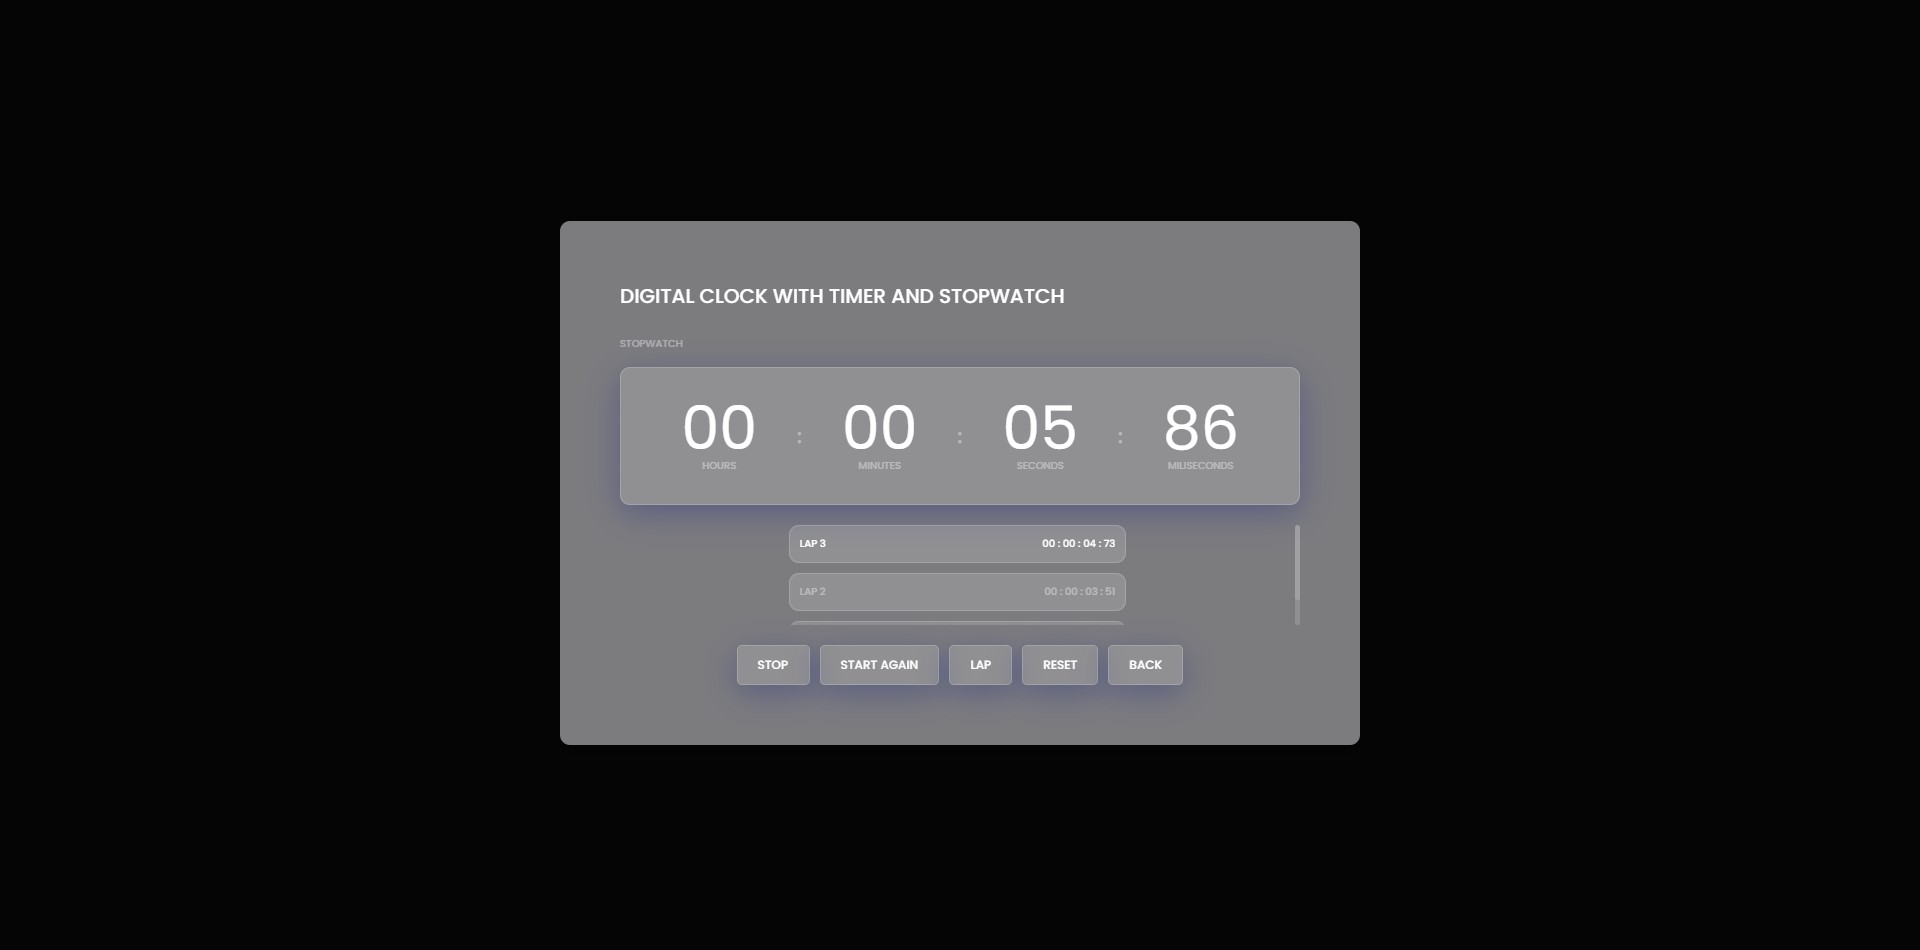 DIGITAL CLOCK WITH TIMER AND STOPWATCH
STOPWATCH
00 : 00 : 05 : 86
HOURS MINUTES SECONDS MILISECONDS
LAP 3 00 : 00 : 04 : 73
LAP 2 00 : 00 : 03 : 51
STOP START AGAIN LAP RESET BACK